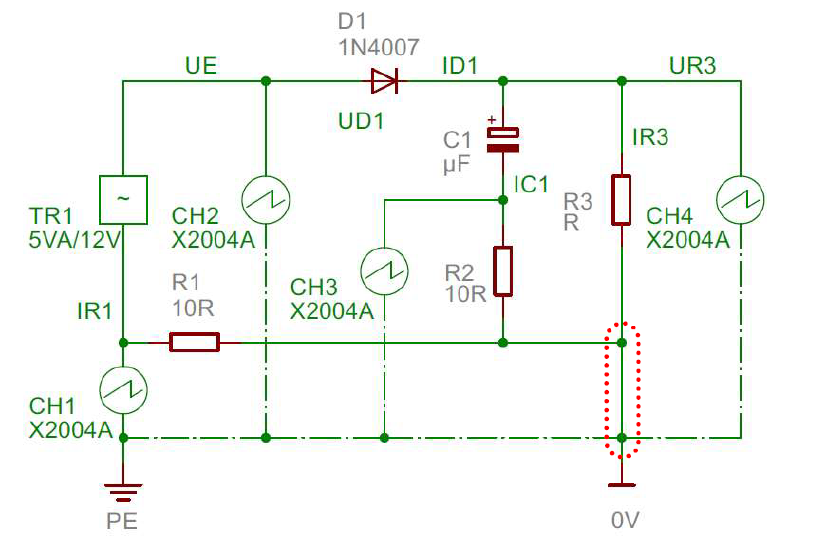 D1
1N4007
UE
ID1
UR3
UD1
+
C1
µF
IR3
IC1
~
TR1
5VA/12V
CH2
X2004A
R3
R
CH4
X2004A
R1
10R
CH3
X2004A
R2
10R
IR1
CH1
X2004A
PE
0V